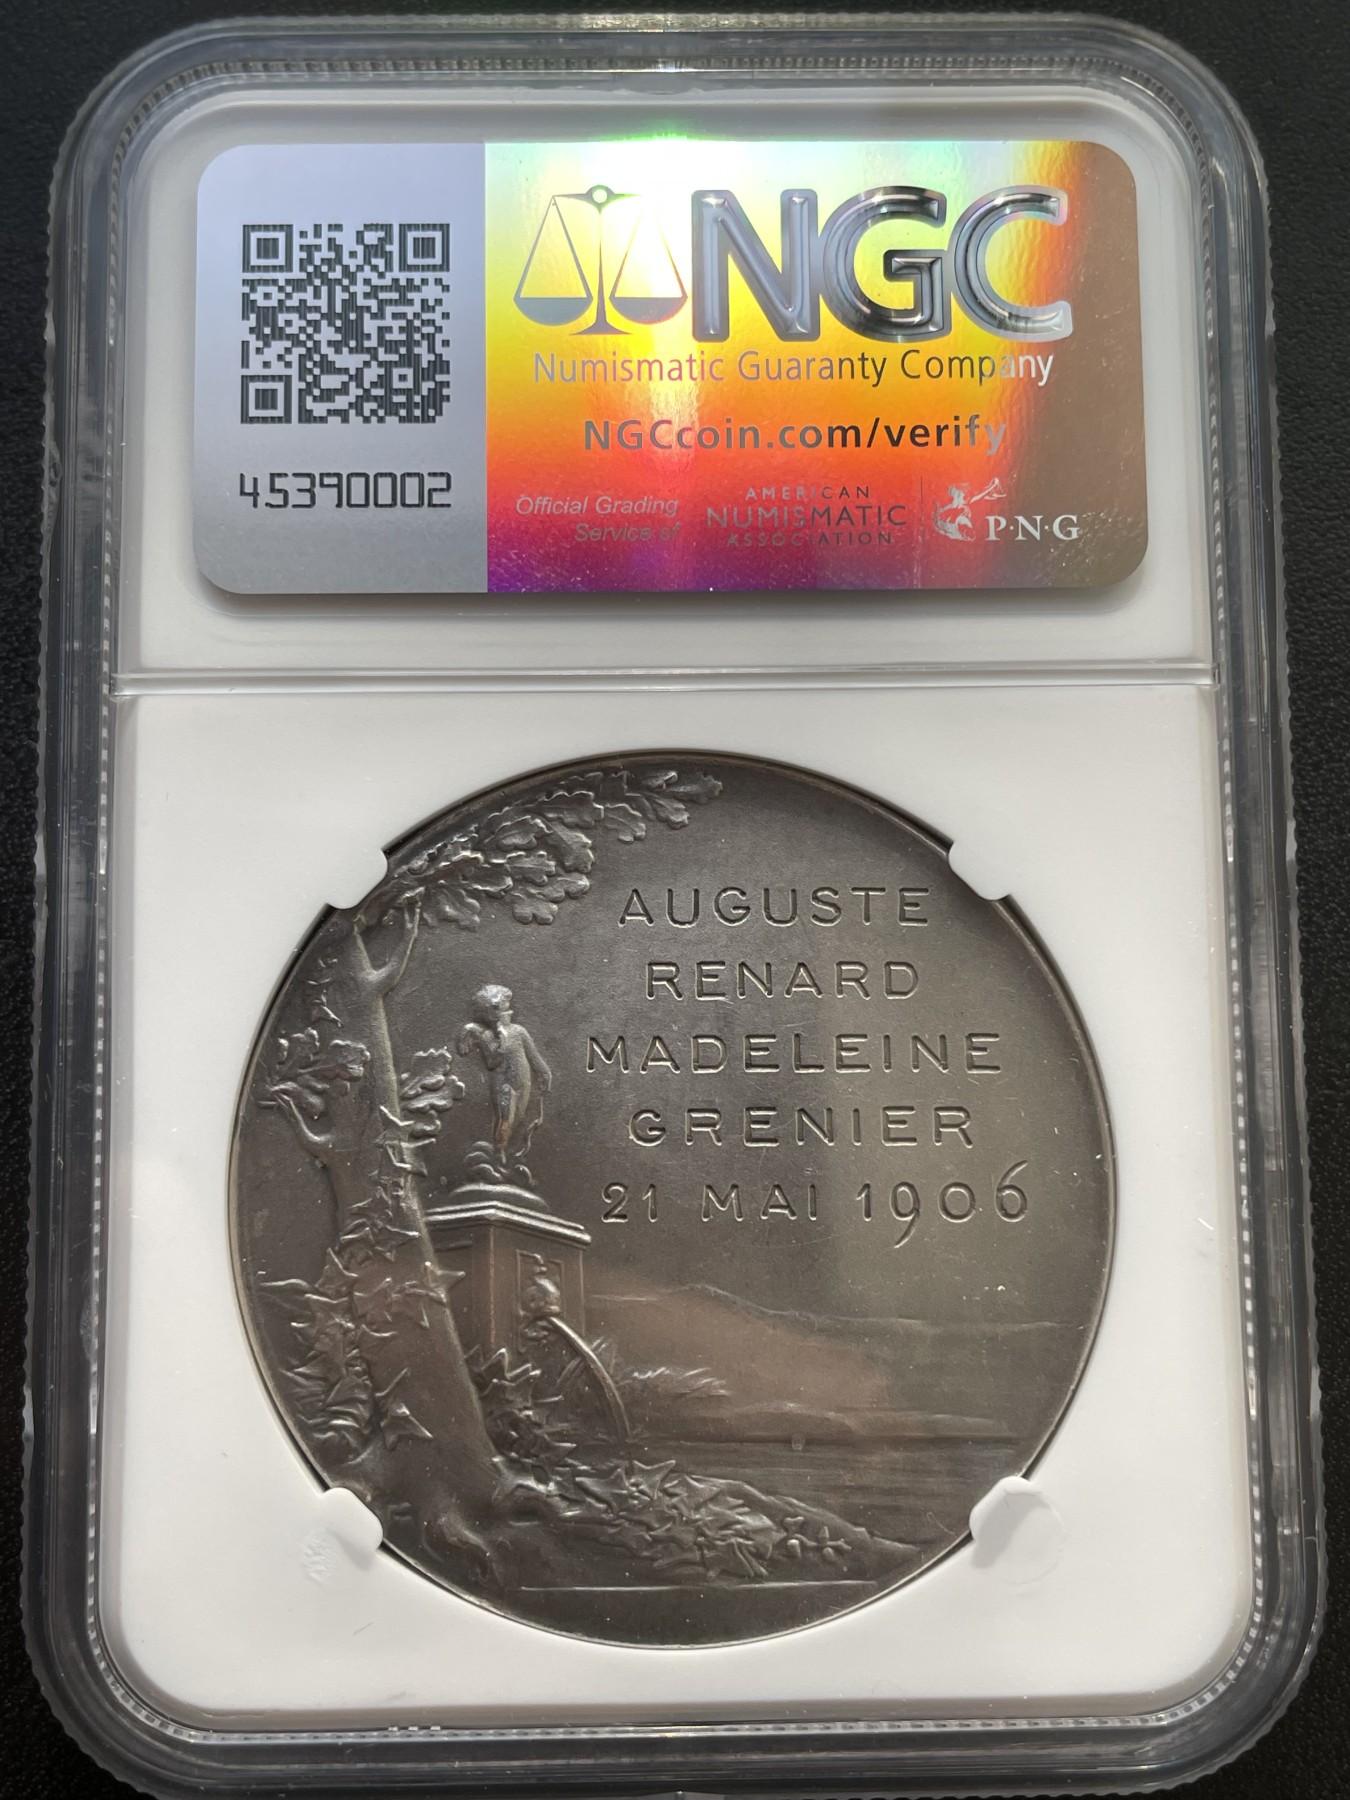 NGC
Numismatic Guaranty Company
NGCcoin.com/verify
45390002
Official Grading
Service of
AMERICAN
NUMISMATIC
ASSOCIATION
P·N·G
AUGUSTE
RENARD
MADELEINE
GRENIER
21 MAI 1906